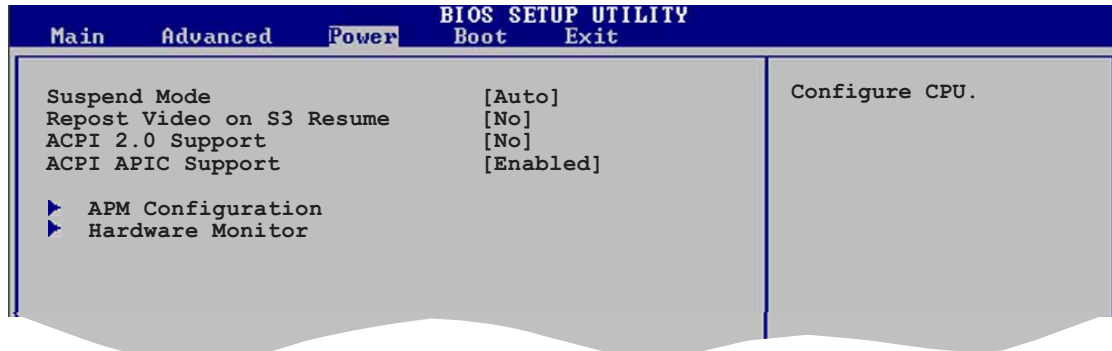 BIOS SETUP UTILITY
Main Advanced Power Boot Exit
Suspend Mode [Auto]
Repost Video on S3 Resume [No]
ACPI 2.0 Support [No]
ACPI APIC Support [Enabled]
APM Configuration
Hardware Monitor
Configure CPU.